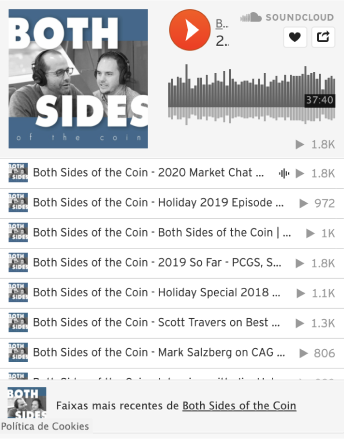 BOTH
SIDES
of the coin
B..
2..
SOUNDCLOUD
37:40
1.8K
Both Sides of the Coin - 2020 Market Chat ... 1.8K
Both Sides of the Coin - Holiday 2019 Episode ... 972
Both Sides of the Coin - Both Sides of the Coin | ... 1K
Both Sides of the Coin - 2019 So Far - PCGS, S... 1.8K
Both Sides of the Coin - Holiday Special 2018 ... 1.1K
Both Sides of the Coin - Scott Travers on Best ... 1.3K
Both Sides of the Coin - Mark Salzberg on CAG ... 806
BOTH
SIDES
Faixas mais recentes de Both Sides of the Coin
Política de Cookies